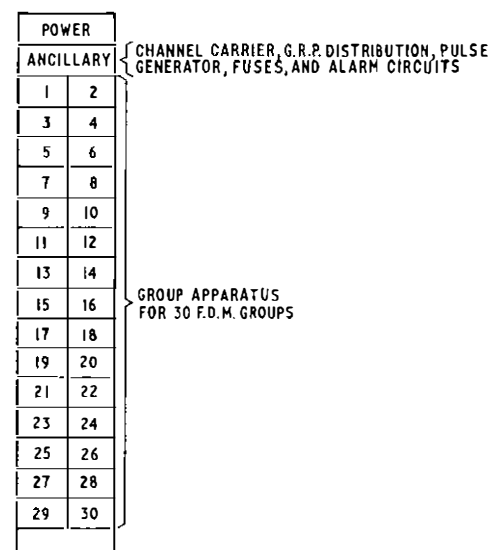 POWER
ANCILLARY
CHANNEL CARRIER, G.R.P. DISTRIBUTION, PULSE
GENERATOR, FUSES, AND ALARM CIRCUITS
1 2
3 4
5 6
7 8
9 10
11 12
13 14
15 16
17 18
19 20
21 22
23 24
25 26
27 28
29 30
GROUP APPARATUS
FOR 30 F.D.M. GROUPS